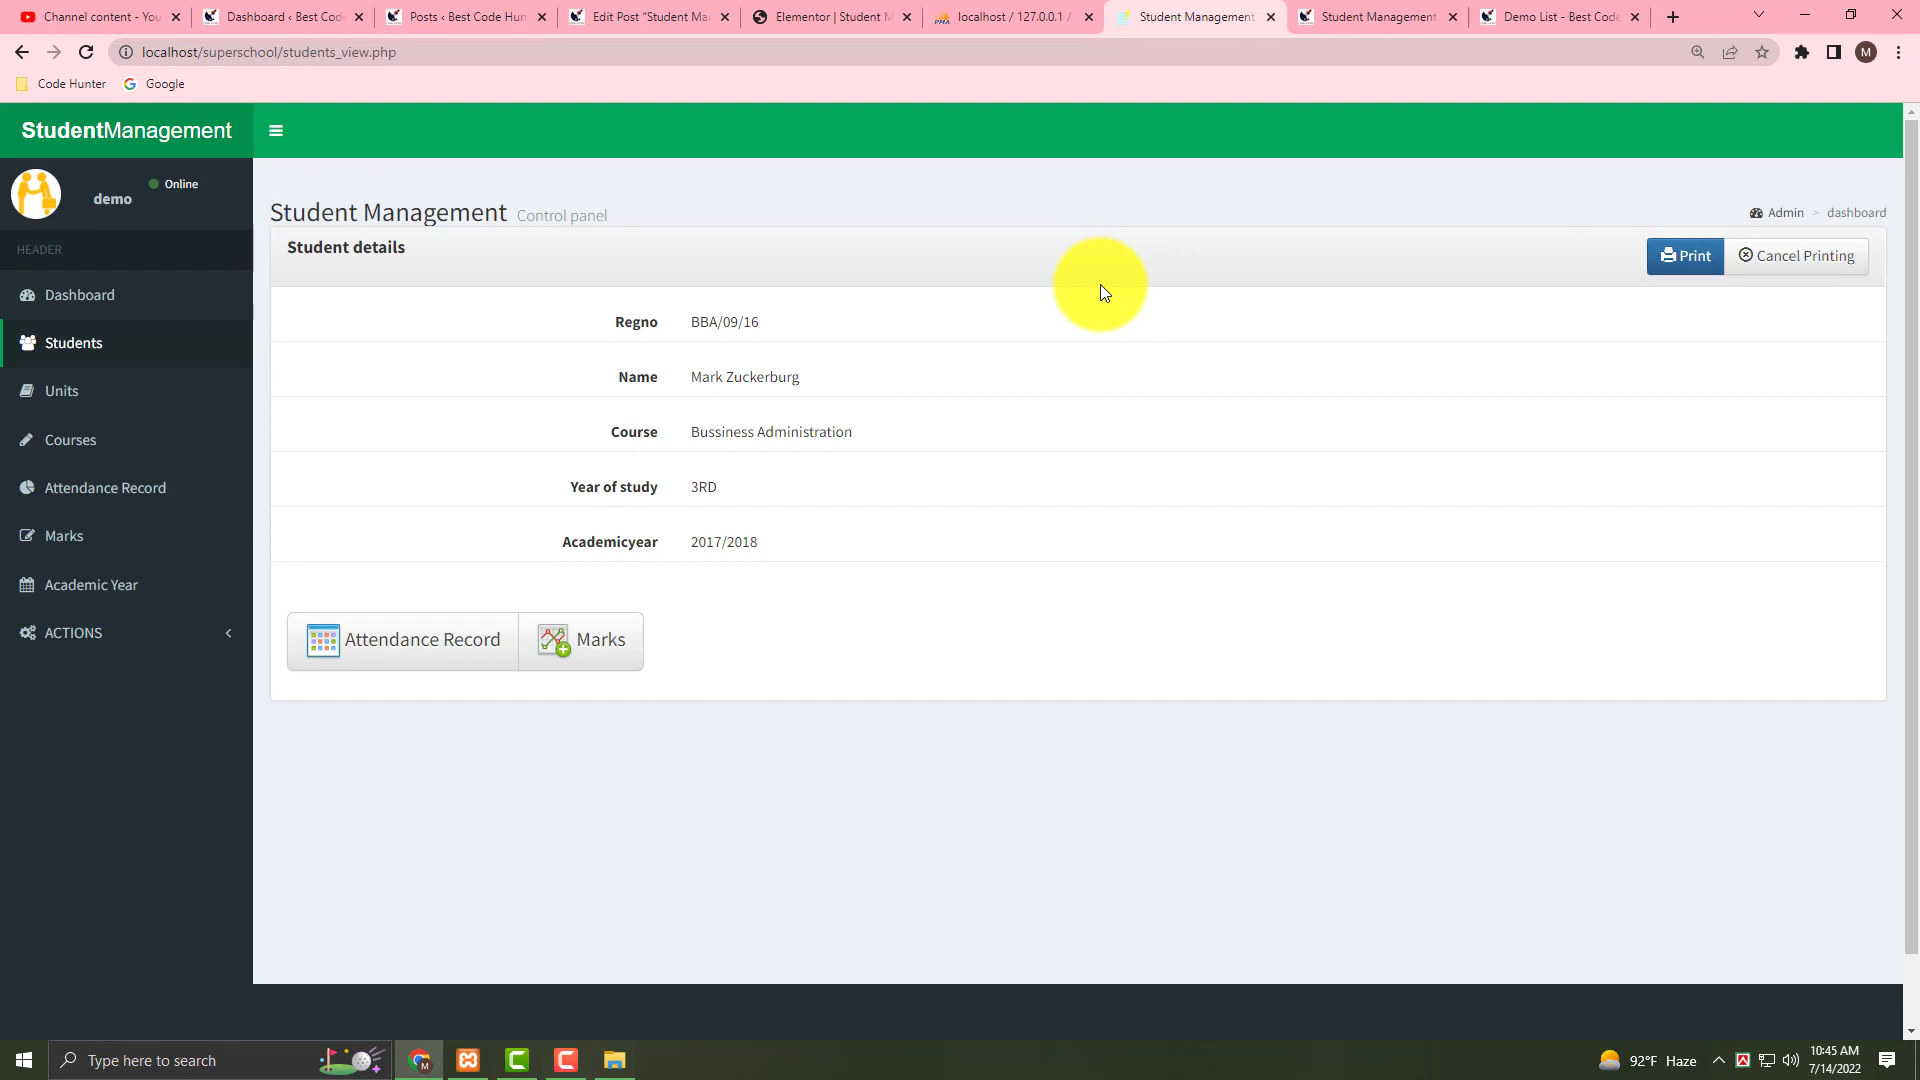 Channel content - You
Dashboard ‹ Best Code
Posts ‹ Best Code Hun
Edit Post "Student Ma
Elementor | Student M
localhost / 127.0.0.1 /
Student Management
Student Management
Demo List - Best Code
localhost/superschool/students_view.php
M
Code Hunter
Google
StudentManagement
demo
Online
HEADER
Dashboard
Students
Units
Courses
Attendance Record
Marks
Academic Year
ACTIONS
Student Management Control panel
Admin > dashboard
Student details
Print
Cancel Printing
Regno BBA/09/16
Name Mark Zuckerburg
Course Bussiness Administration
Year of study 3RD
Academicyear 2017/2018
Attendance Record
Marks
Type here to search
92°F Haze
10:45 AM
7/14/2022